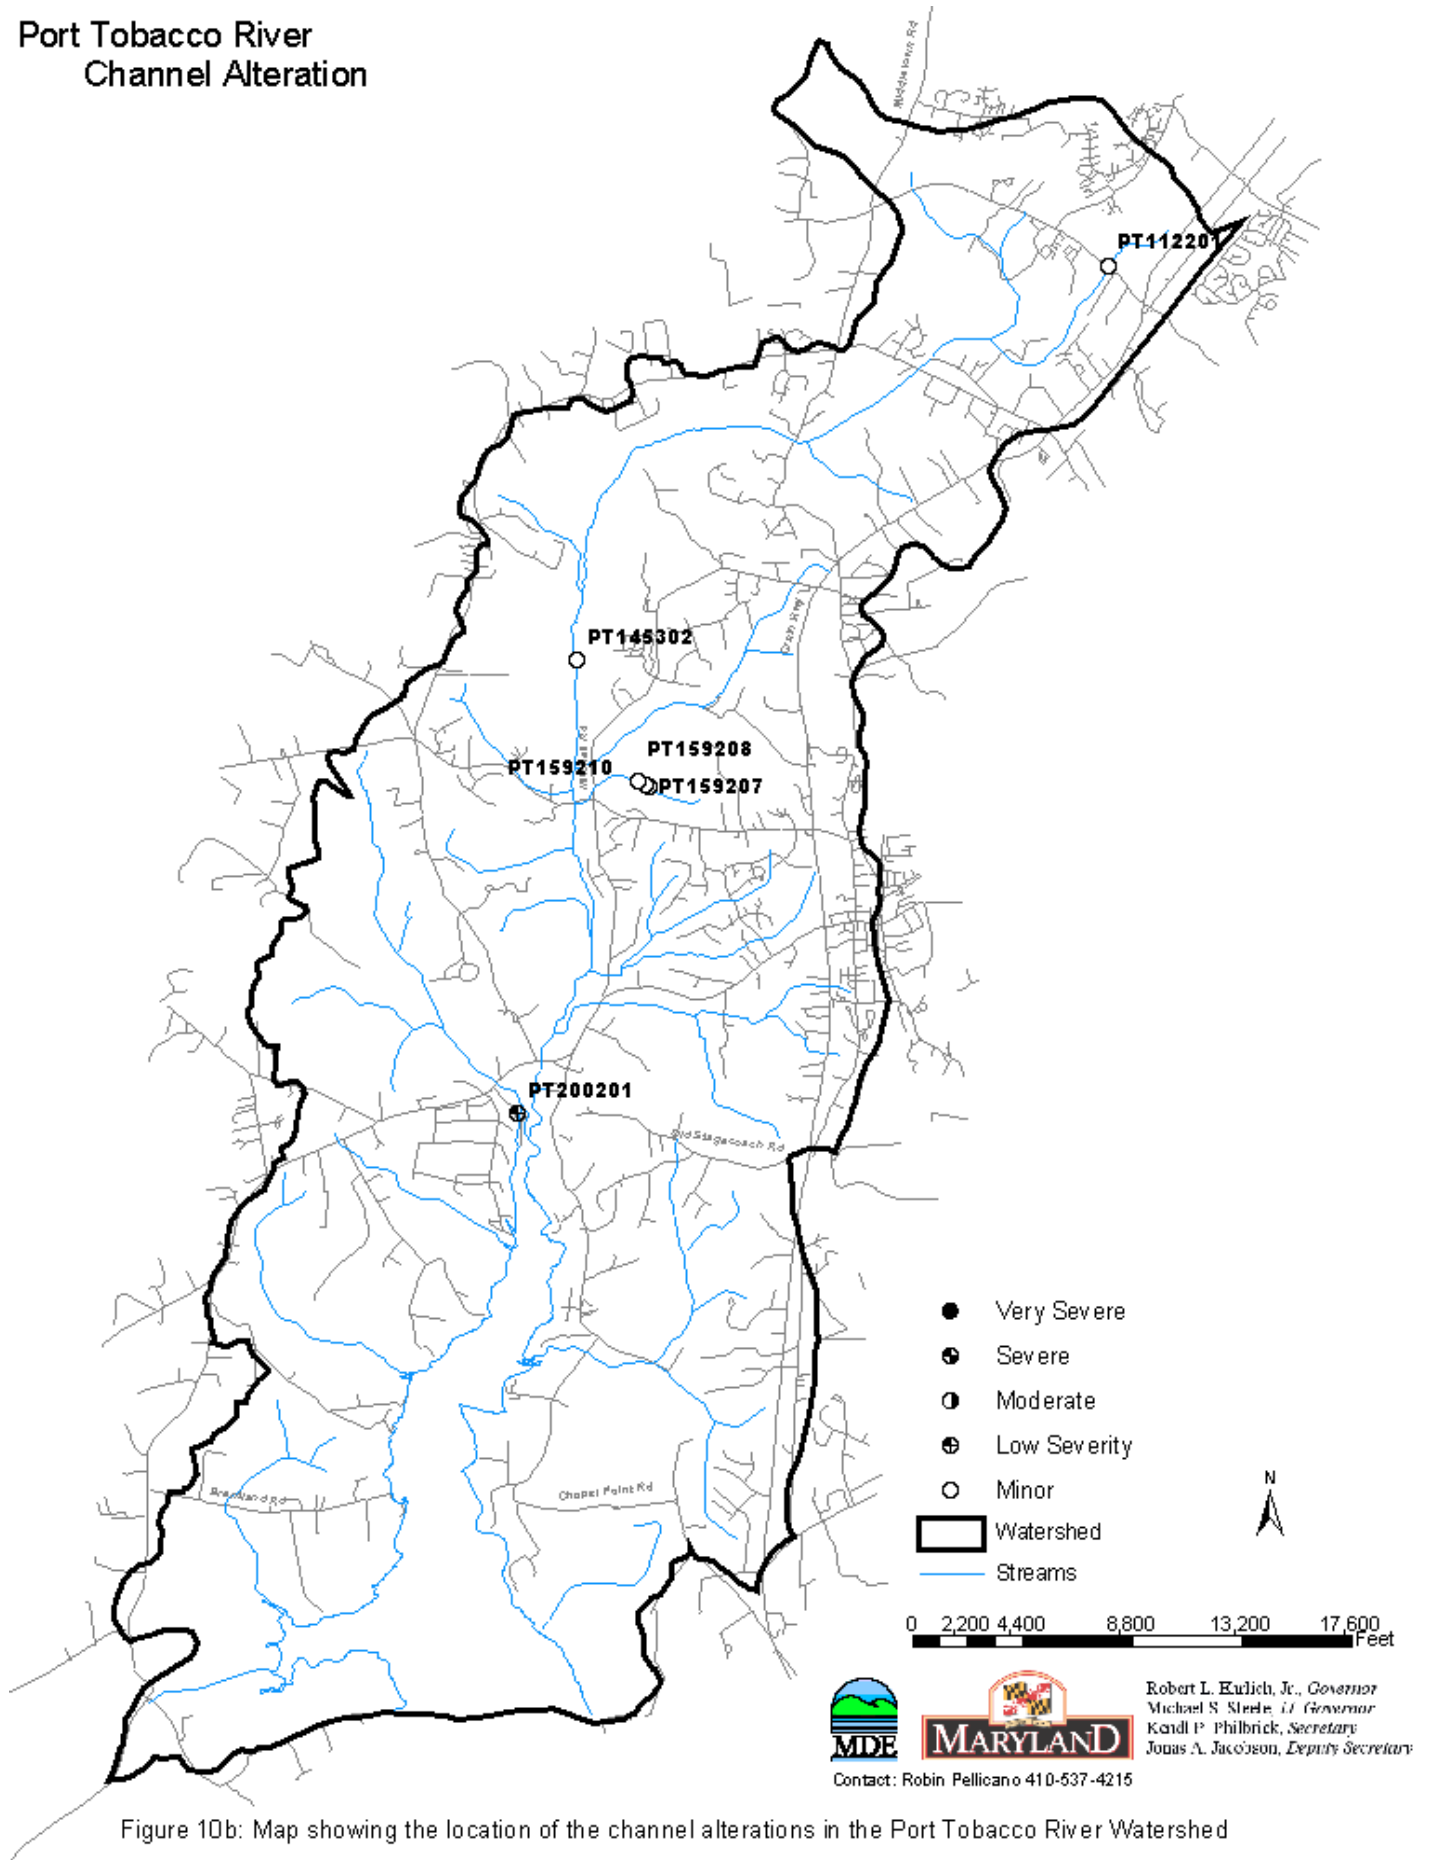 Port Tobacco River
Channel Alteration
Middletown Rd
PT112201
PT145302
PT159208
PT159210
PT159207
PT200201
Old Stagecoach Rd
Chapel Point Rd
Very Severe
Severe
Moderate
Low Severity
Minor
Watershed
Streams
N
0 2,200 4,400 8,800 13,200 17,600
Feet
MDE
MARYLAND
Robert L. Ehrlich, Jr., Governor
Michael S. Steele, Lt. Governor
Kendl P. Philbrick, Secretary
Jonas A. Jacobson, Deputy Secretary
Contact: Robin Pellicano 410-537-4215
Figure 10b: Map showing the location of the channel alterations in the Port Tobacco River Watershed